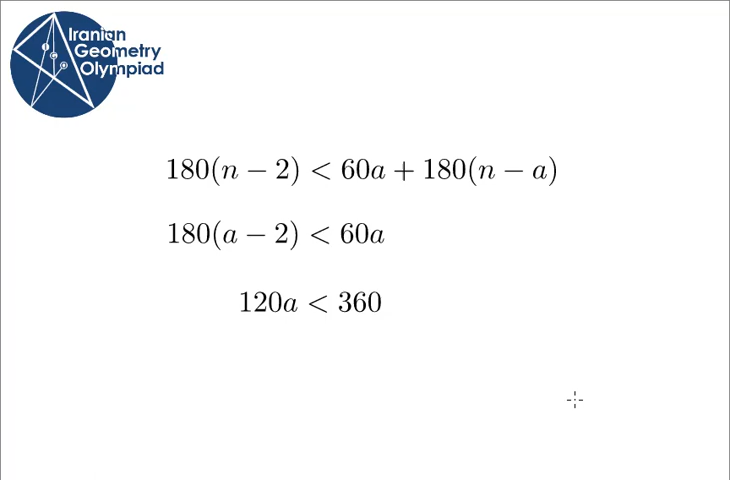 Iranian
Geometry
Olympiad
180(n − 2) < 60a + 180(n − a)
180(a − 2) < 60a
120a < 360